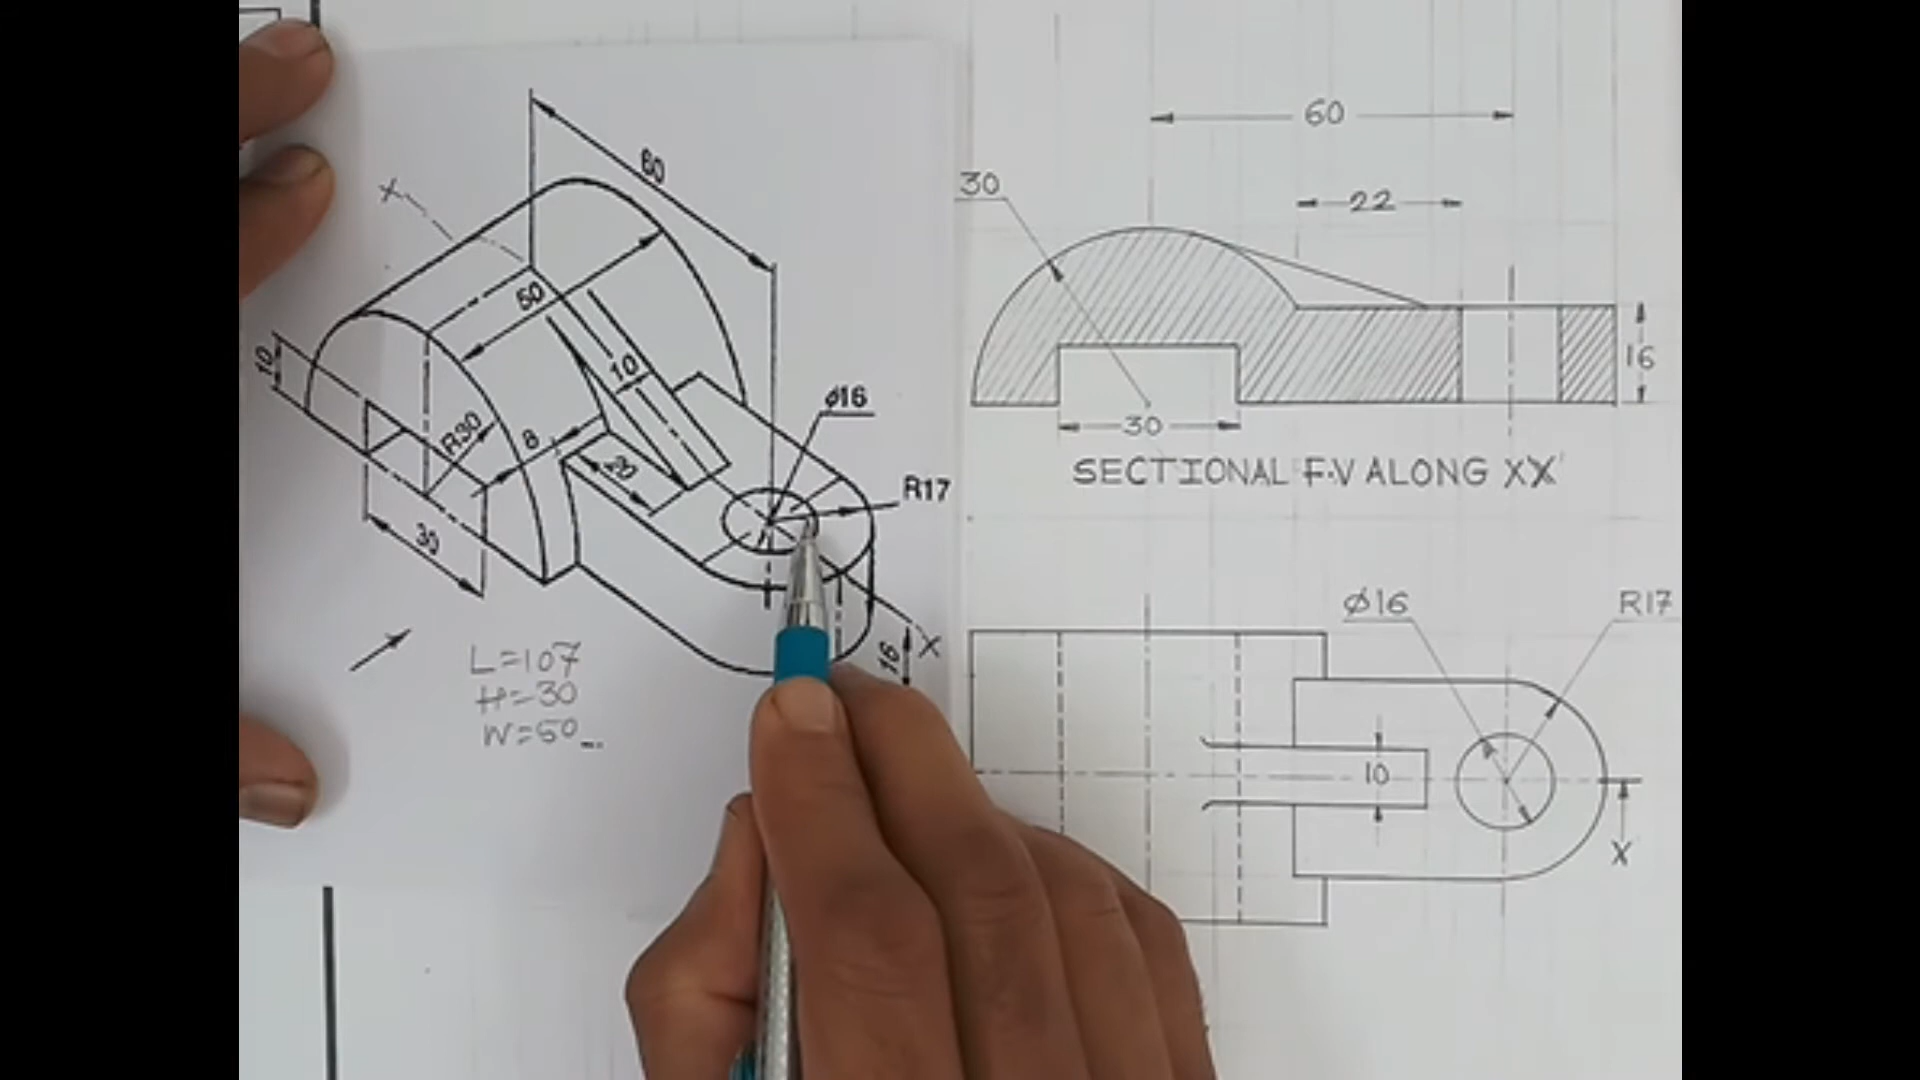 60
X
50
10
10
ø16
R17
R30
8
30
16
X
L=107
H=30
W=50
60
30
22
16
30
SECTIONAL F.V ALONG XX
Ø16
R17
10
X